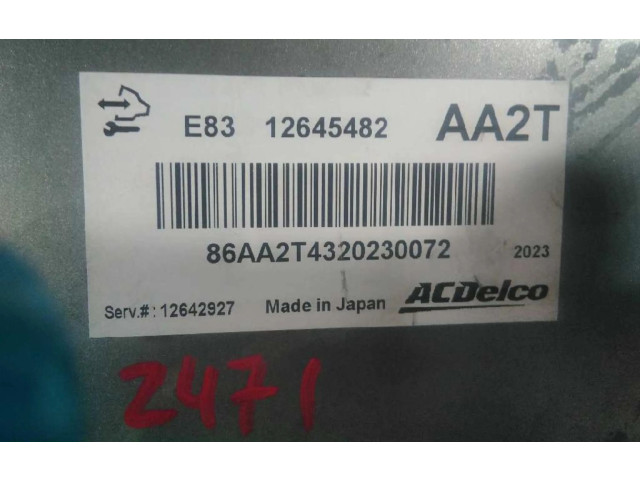 E83 12645482 AA2T
86AA2T4320230072 2023
Serv.#: 12642927 Made in Japan ACDelco
2471